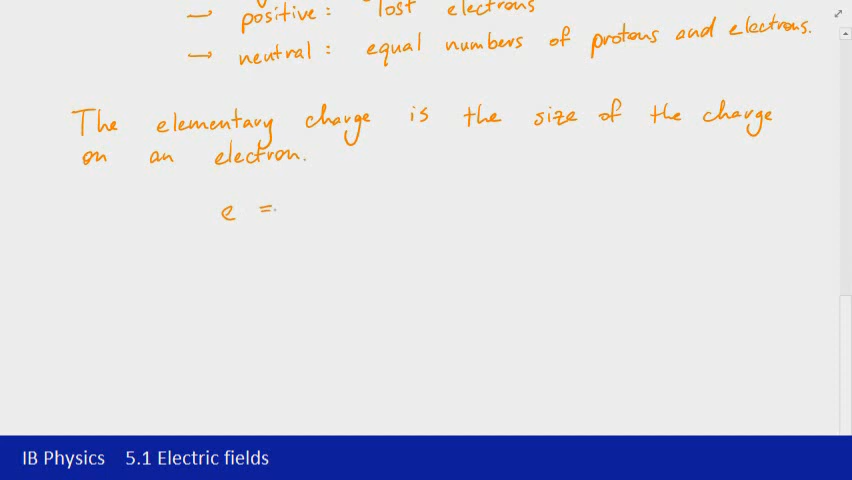 → positive: lost electrons
→ neutral: equal numbers of protons and electrons.
The elementary charge is the size of the charge
on an electron.
e =
IB Physics 5.1 Electric fields